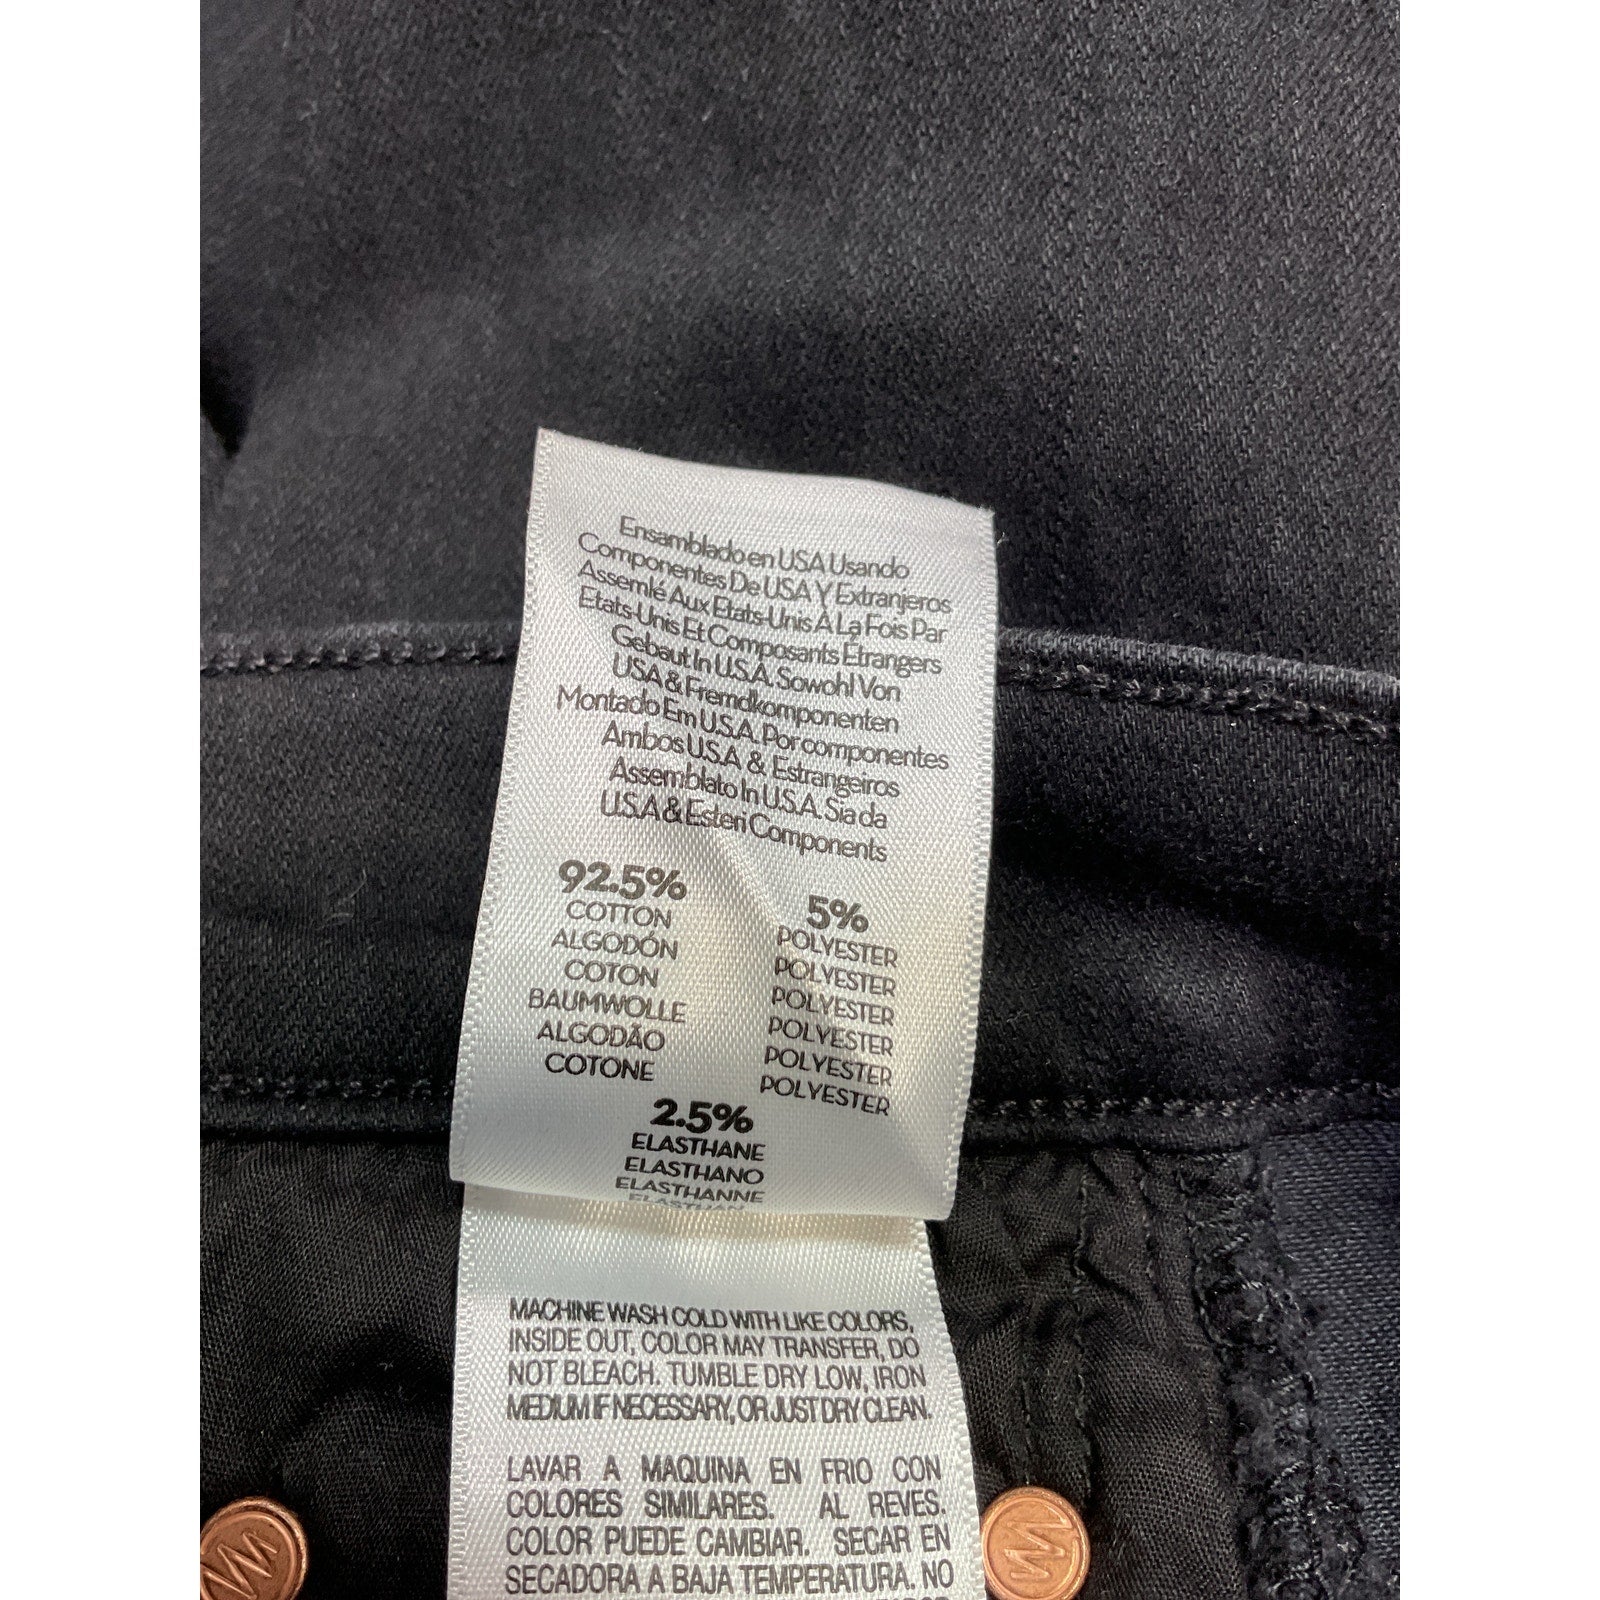 Ensamblado en USA Usando
Componentes De USA Y Extranjeros
Assemlé Aux Etats-Unis À La Fois Par
Etats-Unis Et Composants Étrangers
Gebaut In U.S.A. Sowohl Von
USA & Fremdkomponenten
Montado Em U.S.A. Por componentes
Ambos U.S.A & Estrangeiros
Assemblato In U.S.A. Sia da
U.S.A & Esteri Components
92.5%
COTTON
ALGODÓN
COTON
BAUMWOLLE
ALGODÃO
COTONE
5%
POLYESTER
POLYESTER
POLYESTER
POLYESTER
POLYESTER
POLYESTER
2.5%
ELASTHANE
ELASTHANO
ELASTHANNE
ELASTHAN
MACHINE WASH COLD WITH LIKE COLORS,
INSIDE OUT, COLOR MAY TRANSFER, DO
NOT BLEACH. TUMBLE DRY LOW, IRON
MEDIUM IF NECESSARY, OR JUST DRY CLEAN.
LAVAR A MAQUINA EN FRIO CON
COLORES SIMILARES. AL REVES.
COLOR PUEDE CAMBIAR. SECAR EN
SECADORA A BAJA TEMPERATURA. NO